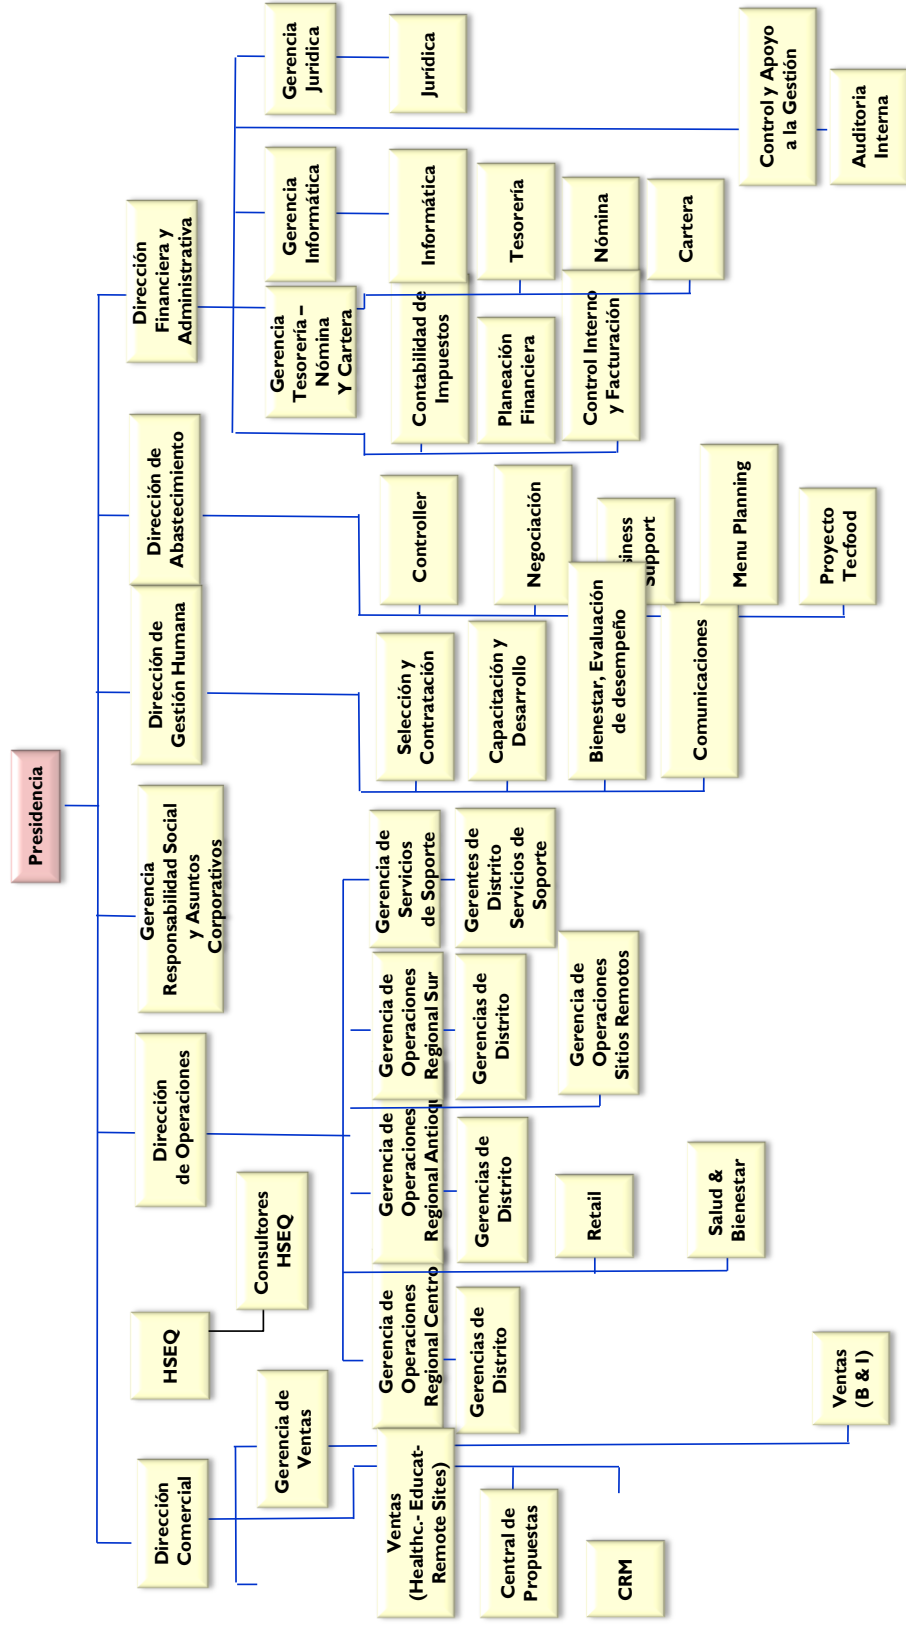 Presidencia
Dirección
Comercial
HSEQ
Dirección
de Operaciones
Gerencia
Responsabilidad Social
y Asuntos
Corporativos
Dirección de
Gestión Humana
Dirección de
Abastecimiento
Dirección
Financiera y
Administrativa
Gerencia de
Ventas
Consultores
HSEQ
Gerencia
Tesorería –
Nómina
Y Cartera
Gerencia
Informática
Gerencia
Juridica
Ventas
(Healthc.- Educat-
Remote Sites)
Gerencia de
Operaciones
Regional Centro
Gerencia de
Operaciones
Regional
Gerencia de
Operaciones
Regional Sur
Gerencia de
Servicios
de Soporte
Selección y
Contratación
Controller
Contabilidad de
Impuestos
Informática
Jurídica
Central de
Propuestas
Gerencias de
Distrito
Gerencias de
Distrito
Gerencias de
Distrito
Gerentes de
Distrito
Servicios de
Soporte
Capacitación y
Desarrollo
Negociación
Planeación
Financiera
Tesorería
CRM
Retail
Gerencia de
Operaciones
Sitios Remotos
Bienestar, Evaluación
de desempeño
Support
Control Interno
y Facturación
Nómina
Salud &
Bienestar
Comunicaciones
Menu Planning
Cartera
Ventas
(B & I)
Proyecto
Tecfood
Control y Apoyo
a la Gestión
Auditoria
Interna